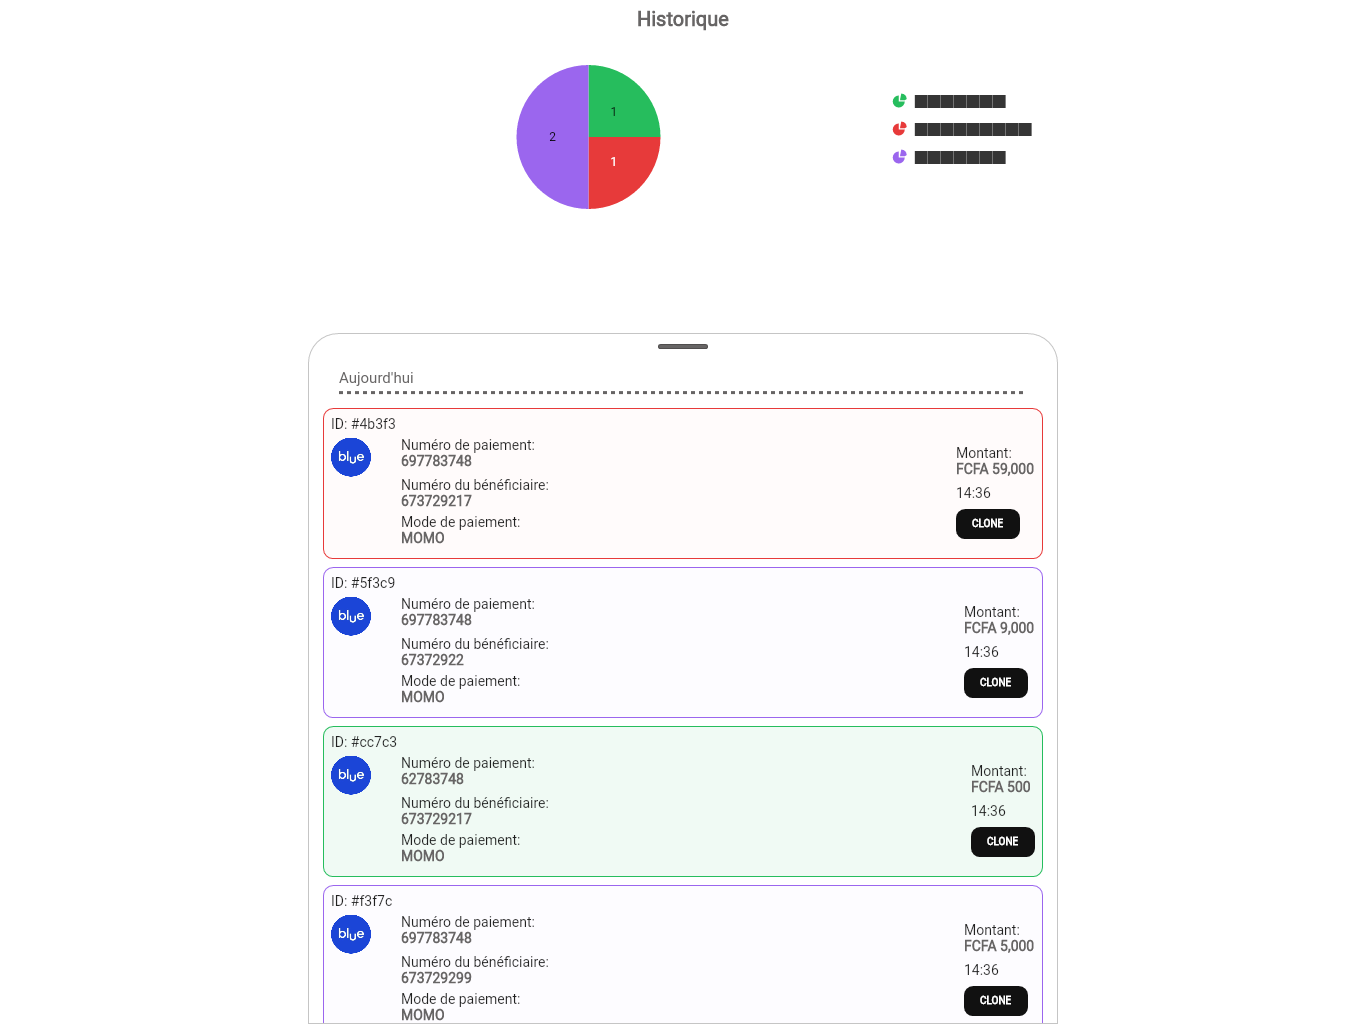 Historique
1
2
1
Aujourd'hui
ID: #4b3f3
blue
Numéro de paiement:
697783748
Numéro du bénéficiaire:
673729217
Mode de paiement:
MOMO
Montant:
FCFA 59,000
14:36
CLONE
ID: #5f3c9
blue
Numéro de paiement:
697783748
Numéro du bénéficiaire:
67372922
Mode de paiement:
MOMO
Montant:
FCFA 9,000
14:36
CLONE
ID: #cc7c3
blue
Numéro de paiement:
62783748
Numéro du bénéficiaire:
673729217
Mode de paiement:
MOMO
Montant:
FCFA 500
14:36
CLONE
ID: #f3f7c
blue
Numéro de paiement:
697783748
Numéro du bénéficiaire:
673729299
Mode de paiement:
MOMO
Montant:
FCFA 5,000
14:36
CLONE